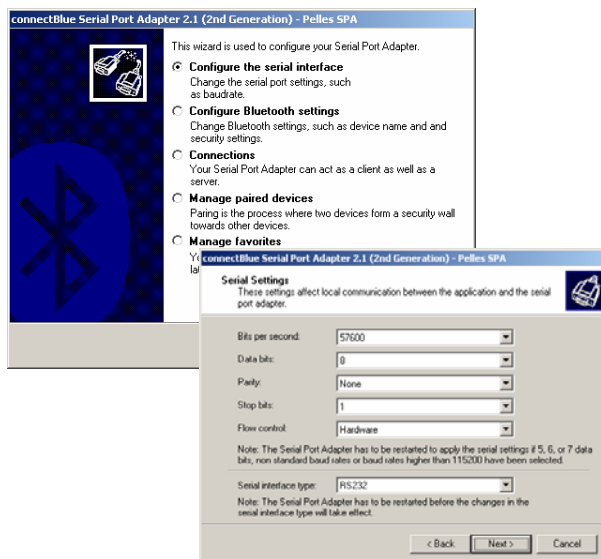 connectBlue Serial Port Adapter 2.1 (2nd Generation) - Pelles SPA
This wizard is used to configure your Serial Port Adapter.
Configure the serial interface
Change the serial port settings, such
as baudrate.
Configure Bluetooth settings
Change Bluetooth settings, such as device name and and
security settings.
Connections
Your Serial Port Adapter can act as a client as well as a
server.
Manage paired devices
Paring is the process where two devices form a security wall
towards other devices.
Manage favorites
connectBlue Serial Port Adapter 2.1 (2nd Generation) - Pelles SPA
Serial Settings
These settings affect local communication between the application and the serial
port adapter.
Bits per second: 57600
Data bits: 8
Parity: None
Stop bits: 1
Flow control: Hardware
Note: The Serial Port Adapter has to be restarted to apply the serial settings if 5, 6, or 7 data
bits, non standard baud rates or baud rates higher than 115200 have been selected.
Serial interface type: RS232
Note: The Serial Port Adapter has to be restarted before the changes in the
serial interface type will take effect.
< Back Next > Cancel